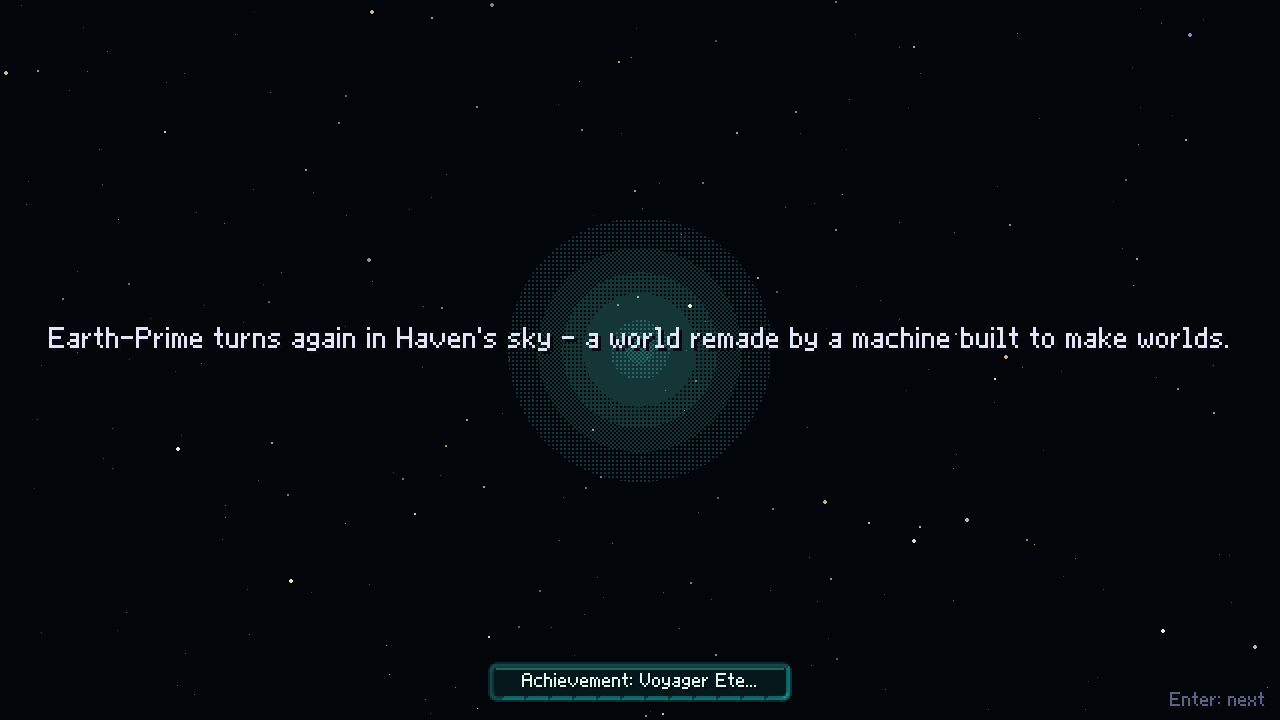 Earth-Prime turns again in Haven's sky - a world remade by a machine built to make worlds.
Achievement: Voyager Ete...
Enter: next